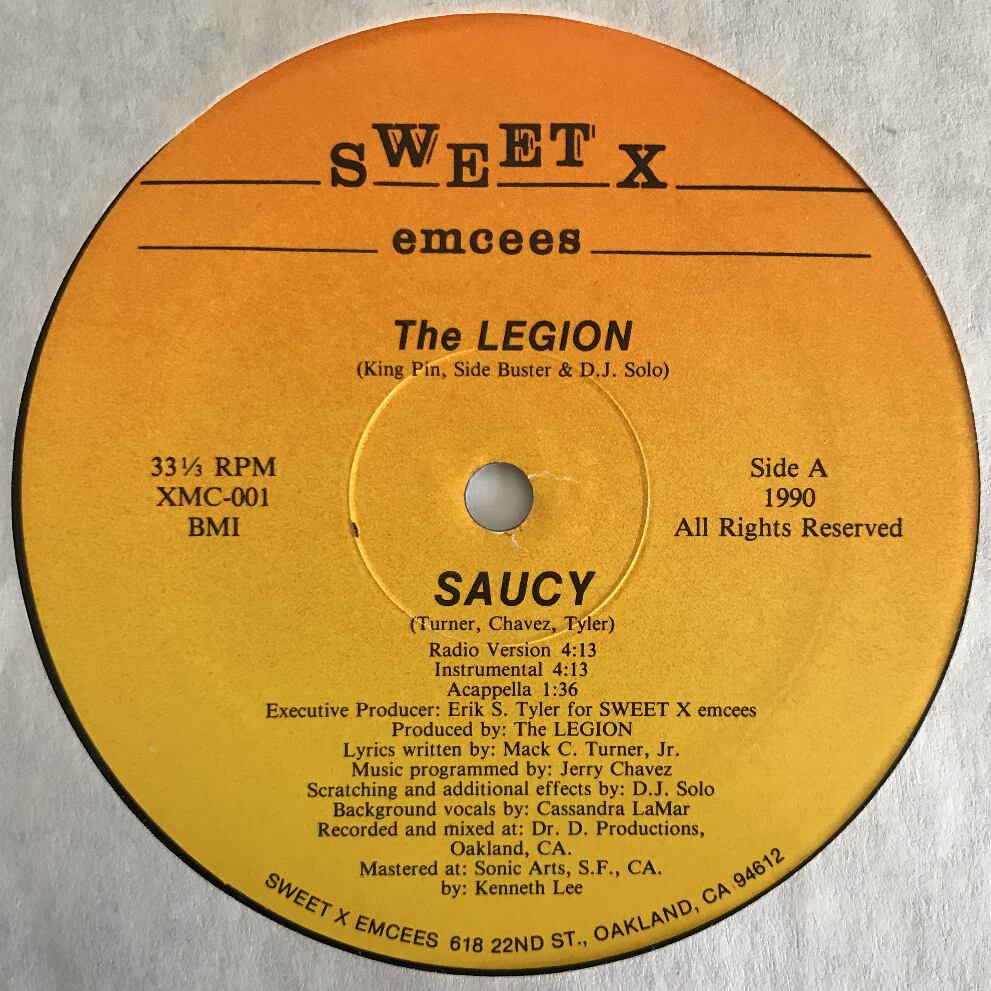 SWEET X
emcees
The LEGION
(King Pin, Side Buster & D.J. Solo)
33⅓ RPM
XMC-001
BMI
Side A
1990
All Rights Reserved
SAUCY
(Turner, Chavez, Tyler)
Radio Version 4:13
Instrumental 4:13
Acappella 1:36
Executive Producer: Erik S. Tyler for SWEET X emcees
Produced by: The LEGION
Lyrics written by: Mack C. Turner, Jr.
Music programmed by: Jerry Chavez
Scratching and additional effects by: D.J. Solo
Background vocals by: Cassandra LaMar
Recorded and mixed at: Dr. D. Productions,
Oakland, CA.
Mastered at: Sonic Arts, S.F., CA.
by: Kenneth Lee
SWEET X EMCEES 618 22ND ST., OAKLAND, CA 94612